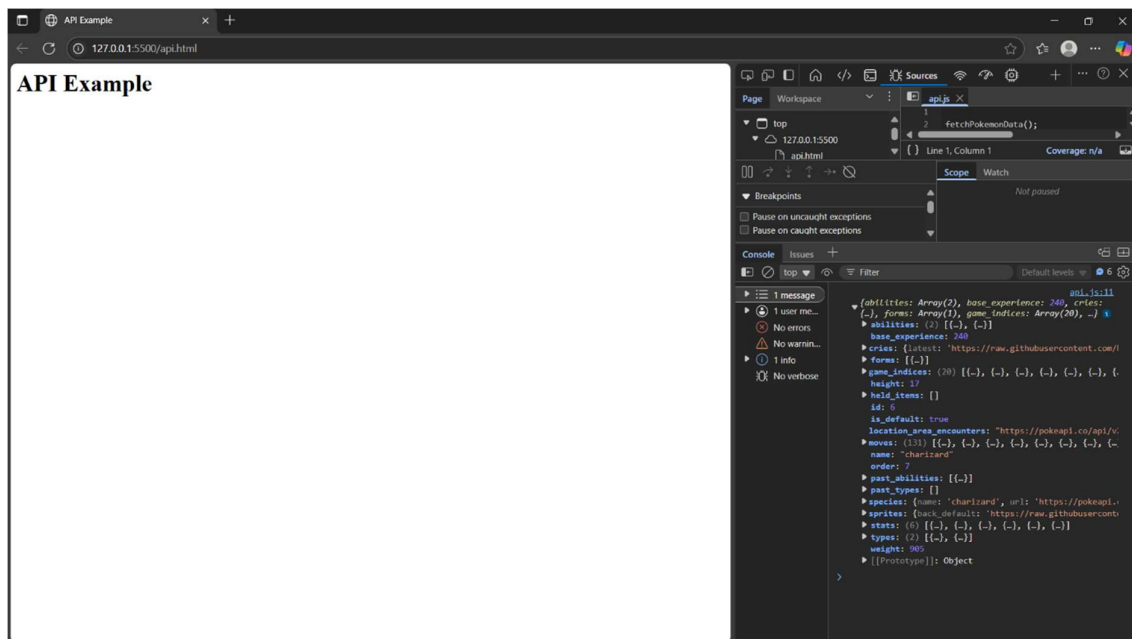 API Example
127.0.0.1:5500/api.html
API Example
Sources
Page Workspace
api.js
top
127.0.0.1:5500
api.html
1
2 fetchPokemonData();
{ } Line 1, Column 1 Coverage: n/a
Scope Watch
Not paused
Breakpoints
Pause on uncaught exceptions
Pause on caught exceptions
Console Issues
top Filter Default levels 6
1 message
1 user me...
No errors
No warnin...
1 info
No verbose
api.js:11
{abilities: Array(2), base_experience: 240, cries:
{…}, forms: Array(1), game_indices: Array(20), …}
abilities: (2) [{…}, {…}]
base_experience: 240
cries: {latest: 'https://raw.githubusercontent.com/
forms: [{…}]
game_indices: (20) [{…}, {…}, {…}, {…}, {…}, {…
height: 17
held_items: []
id: 6
is_default: true
location_area_encounters: "https://pokeapi.co/api/v
moves: (131) [{…}, {…}, {…}, {…}, {…}, {…}, {…
name: "charizard"
order: 7
past_abilities: [{…}]
past_types: []
species: {name: 'charizard', url: 'https://pokeapi.
sprites: {back_default: 'https://raw.githubuserconte
stats: (6) [{…}, {…}, {…}, {…}, {…}, {…}]
types: (2) [{…}, {…}]
weight: 905
[[Prototype]]: Object